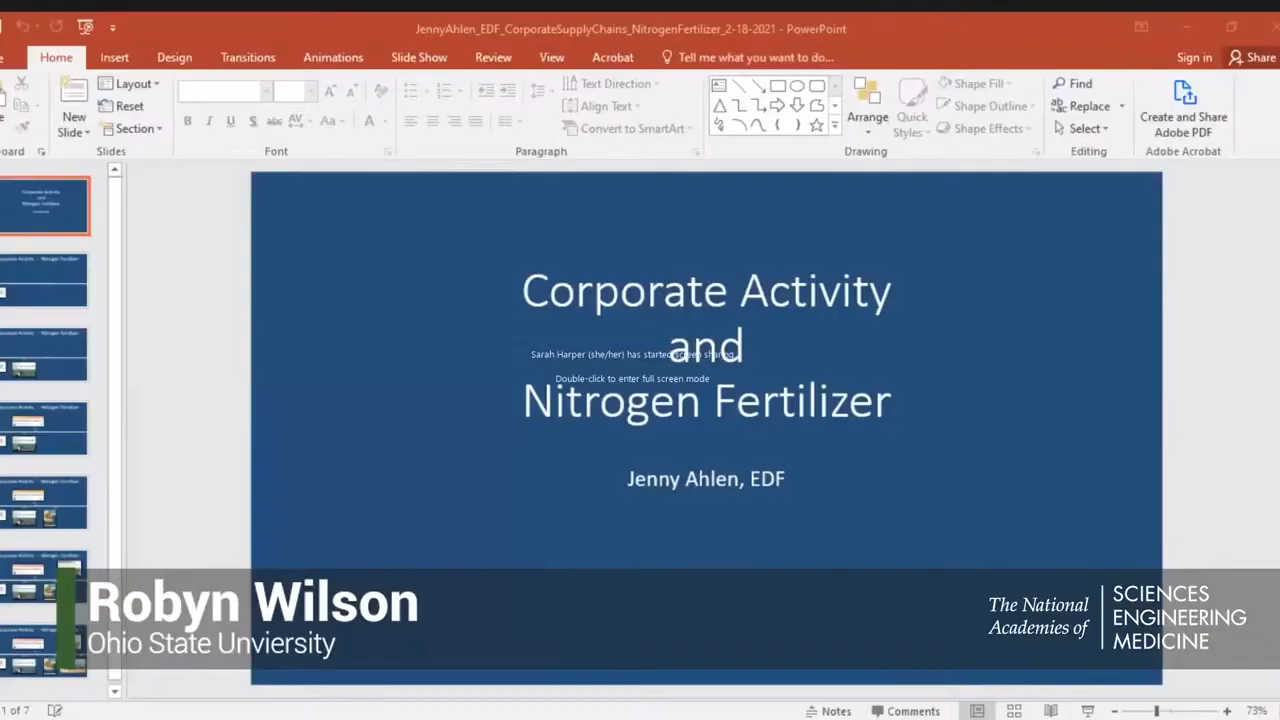 JennyAhlen_EDF_CorporateSupplyChains_NitrogenFertilizer_2-18-2021 - PowerPoint
Home Insert Design Transitions Animations Slide Show Review View Acrobat Tell me what you want to do... Sign in Share
New Slide
Layout
Reset
Section
Slides
B I U S abc AV Aa A
Font
Text Direction
Align Text
Convert to SmartArt
Paragraph
Arrange
Quick Styles
Shape Fill
Shape Outline
Shape Effects
Drawing
Find
Replace
Select
Editing
Create and Share
Adobe PDF
Adobe Acrobat
Corporate Activity
and
Nitrogen Fertilizer
Sarah Harper (she/her) has started screen sharing
Double-click to enter full screen mode
Jenny Ahlen, EDF
Robyn Wilson
Ohio State Unviersity
The National
Academies of
SCIENCES
ENGINEERING
MEDICINE
1 of 7
Notes Comments 73%